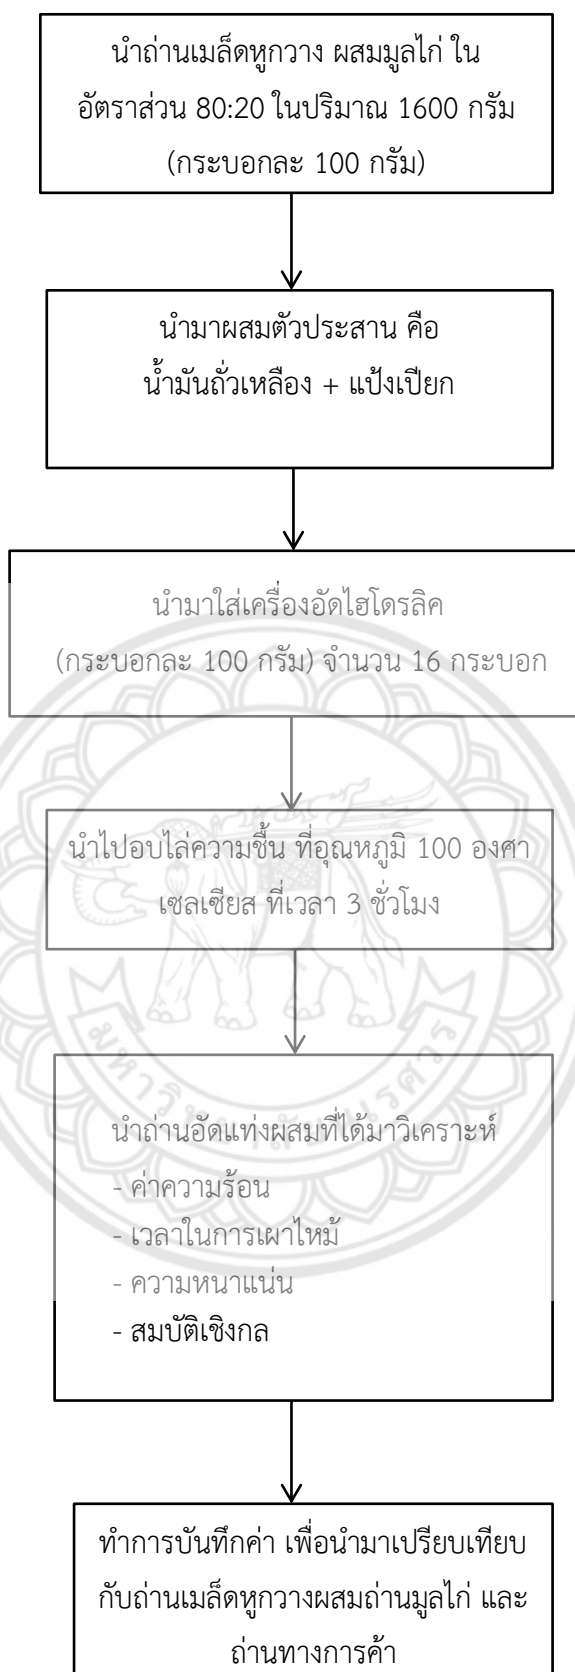 นำถ่านเมล็ดหูกวาง ผสมมูลไก่ ใน
อัตราส่วน 80:20 ในปริมาณ 1600 กรัม
(กระบอกละ 100 กรัม)
นำมาผสมตัวประสาน คือ
น้ำมันถั่วเหลือง + แป้งเปียก
นำมาใส่เครื่องอัดไฮโดรลิค
(กระบอกละ 100 กรัม) จำนวน 16 กระบอก
นำไปอบไล่ความชื้น ที่อุณหภูมิ 100 องศา
เซลเซียส ที่เวลา 3 ชั่วโมง
นำถ่านอัดแท่งผสมที่ได้มาวิเคราะห์
- ค่าความร้อน
- เวลาในการเผาไหม้
- ความหนาแน่น
- สมบัติเชิงกล
ทำการบันทึกค่า เพื่อนำมาเปรียบเทียบ
กับถ่านเมล็ดหูกวางผสมถ่านมูลไก่ และ
ถ่านทางการค้า
มหาวิทยาลัยนเรศวร